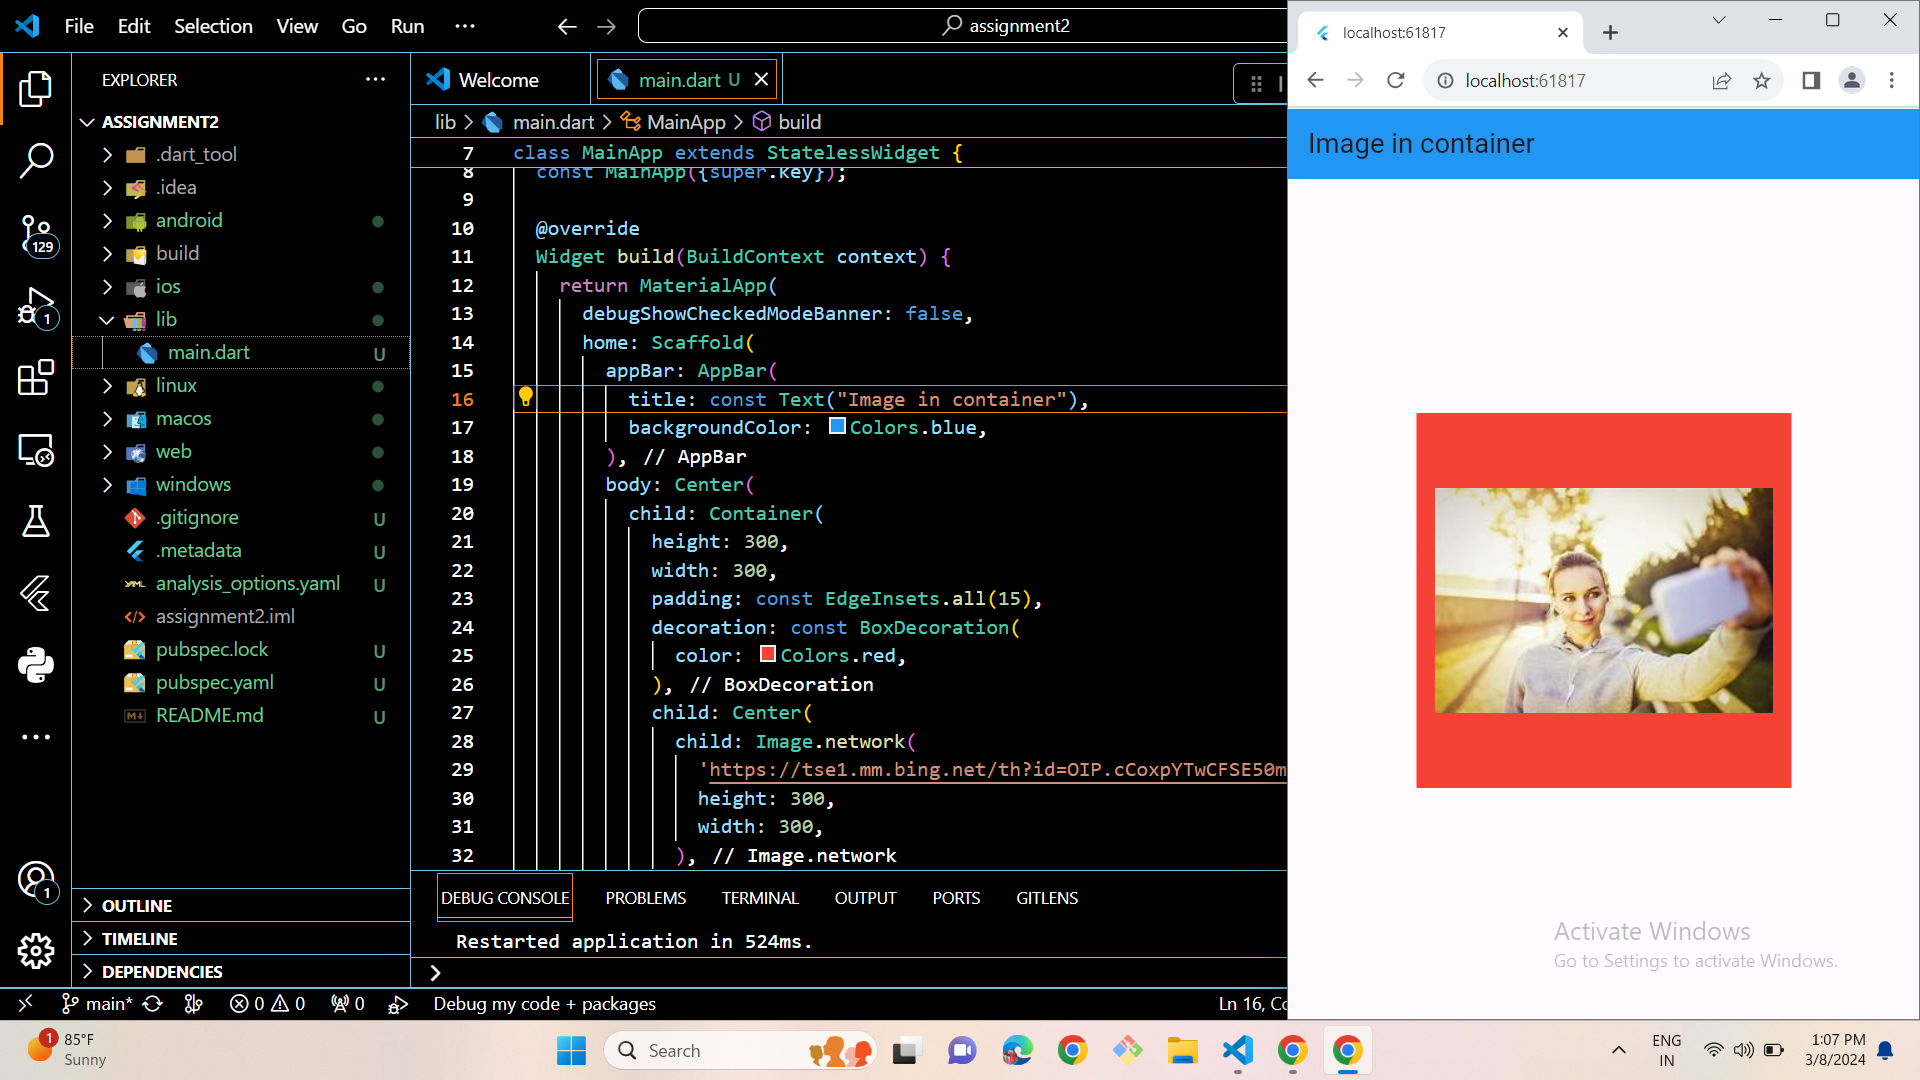 File Edit Selection View Go Run ···
assignment2
EXPLORER
ASSIGNMENT2
.dart_tool
.idea
android
build
ios
lib
main.dart U
linux
macos
web
windows
.gitignore U
.metadata U
analysis_options.yaml U
assignment2.iml
pubspec.lock U
pubspec.yaml U
README.md U
OUTLINE
TIMELINE
DEPENDENCIES
129
1
1
Welcome
main.dart U
lib > main.dart > MainApp > build
7 class MainApp extends StatelessWidget {
8 const MainApp({super.key});
9
10 @override
11 Widget build(BuildContext context) {
12 return MaterialApp(
13 debugShowCheckedModeBanner: false,
14 home: Scaffold(
15 appBar: AppBar(
16 title: const Text("Image in container"),
17 backgroundColor: Colors.blue,
18 ), // AppBar
19 body: Center(
20 child: Container(
21 height: 300,
22 width: 300,
23 padding: const EdgeInsets.all(15),
24 decoration: const BoxDecoration(
25 color: Colors.red,
26 ), // BoxDecoration
27 child: Center(
28 child: Image.network(
29 'https://tse1.mm.bing.net/th?id=OIP.cCoxpYTwCFSE50m
30 height: 300,
31 width: 300,
32 ), // Image.network
DEBUG CONSOLE PROBLEMS TERMINAL OUTPUT PORTS GITLENS
Restarted application in 524ms.
main* 0 0 0 Debug my code + packages Ln 16, Co
localhost:61817
localhost:61817
Image in container
Activate Windows
Go to Settings to activate Windows.
1
85°F
Sunny
Search
ENG
IN
1:07 PM
3/8/2024